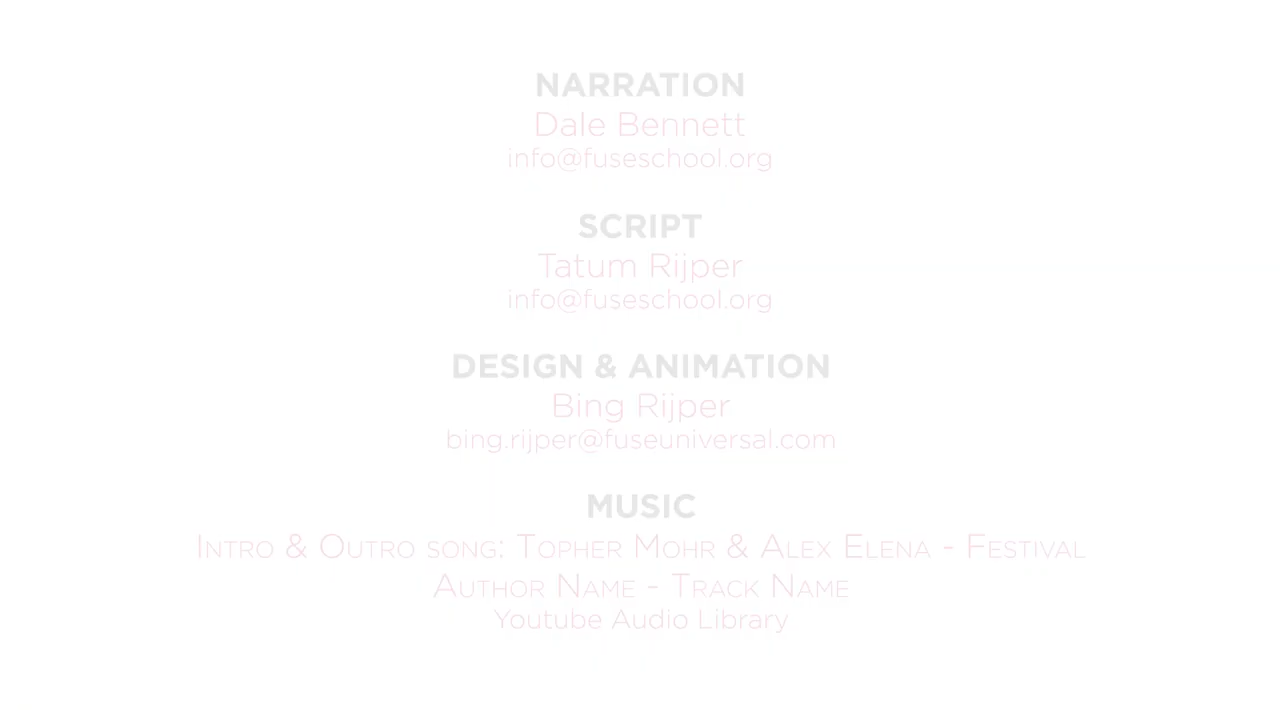 NARRATION
Dale Bennett
info@fuseschool.org
SCRIPT
Tatum Rijper
info@fuseschool.org
DESIGN & ANIMATION
Bing Rijper
bing.rijper@fuseuniversal.com
MUSIC
Intro & Outro song: Topher Mohr & Alex Elena - Festival
Author Name - Track Name
Youtube Audio Library